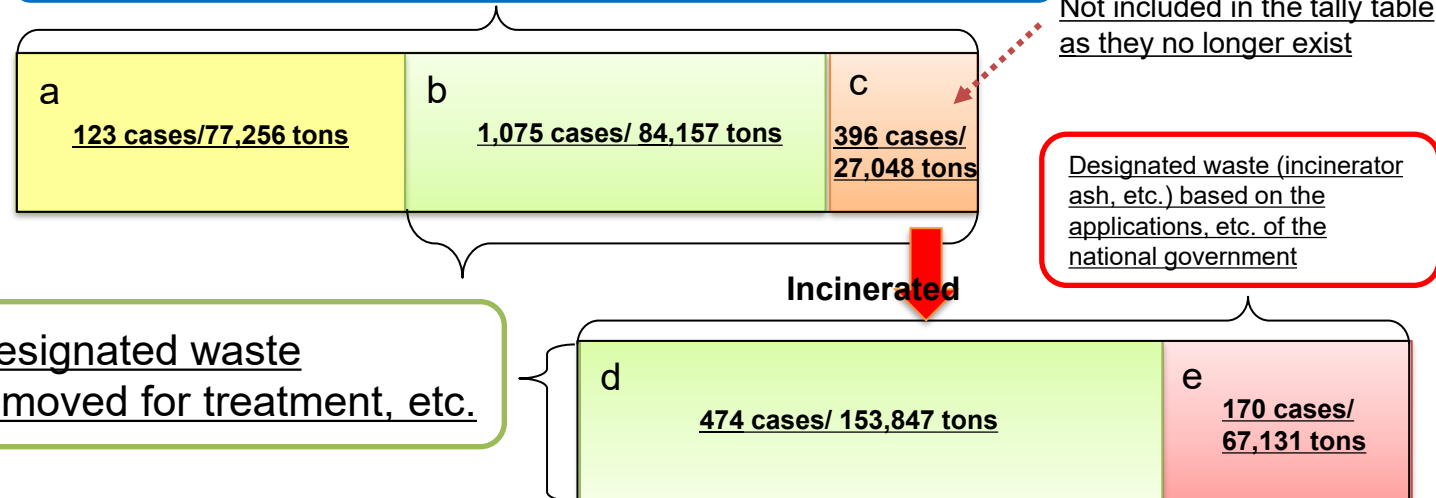 Not included in the tally table
as they no longer exist
a
123 cases/77,256 tons
b
1,075 cases/ 84,157 tons
c
396 cases/
27,048 tons
Designated waste (incinerator
ash, etc.) based on the
applications, etc. of the
national government
Incinerated
esignated waste
moved for treatment, etc.
d
474 cases/ 153,847 tons
e
170 cases/
67,131 tons